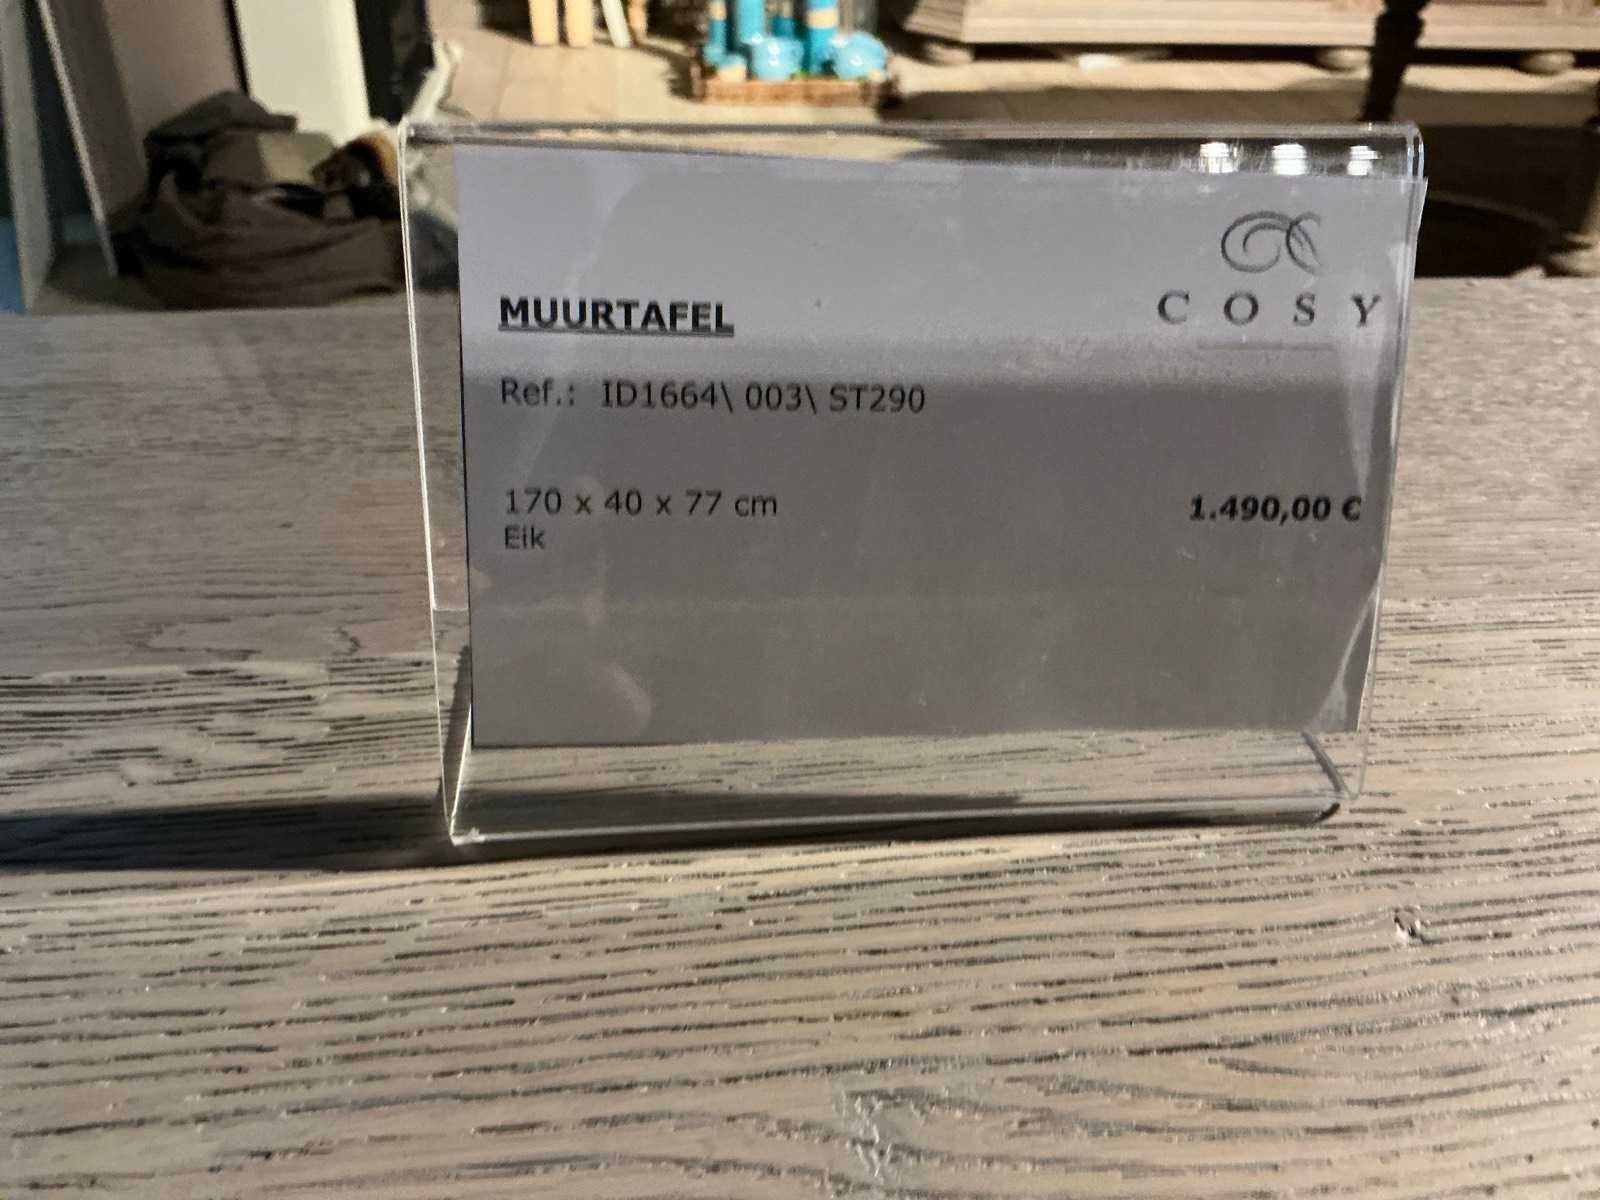 COSY
MUURTAFEL
Ref.: ID1664\ 003\ ST290
170 x 40 x 77 cm
1.490,00 €
Eik